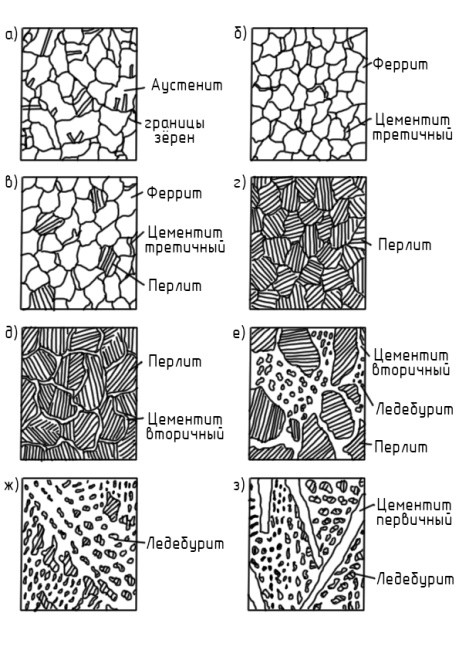 а)
Аустенит
границы
зёрен
б)
Феррит
Цементит
третичный
в)
Феррит
Цементит
третичный
Перлит
г)
Перлит
д)
Перлит
Цементит
вторичный
е)
Цементит
вторичный
Ледебурит
Перлит
ж)
Ледебурит
з)
Цементит
первичный
Ледебурит